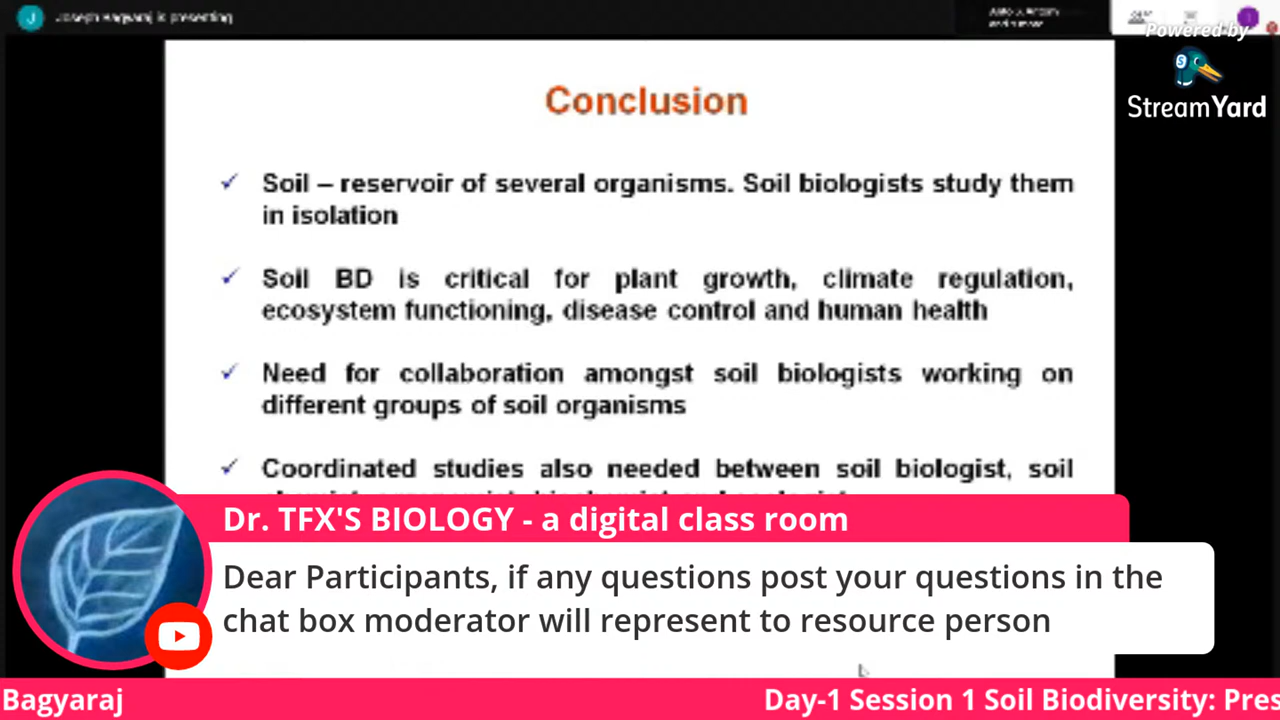 J
Joseph Bagyaraj is presenting
Powered by
StreamYard
Conclusion
✓ Soil – reservoir of several organisms. Soil biologists study them
in isolation
✓ Soil BD is critical for plant growth, climate regulation,
ecosystem functioning, disease control and human health
✓ Need for collaboration amongst soil biologists working on
different groups of soil organisms
✓ Coordinated studies also needed between soil biologist, soil
Dr. TFX'S BIOLOGY - a digital class room
Dear Participants, if any questions post your questions in the
chat box moderator will represent to resource person
Bagyaraj
Day-1 Session 1 Soil Biodiversity: Pres